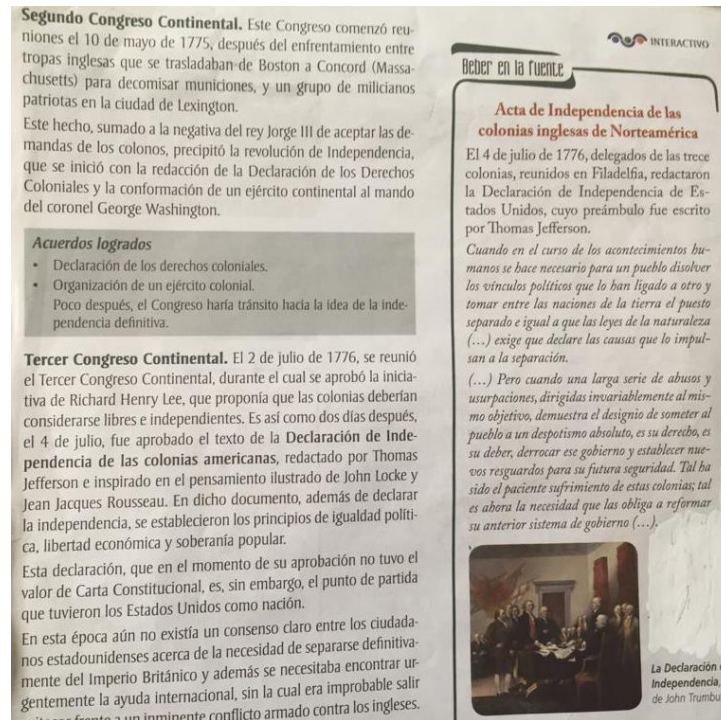 Segundo Congreso Continental. Este Congreso comenzó reu-
niones el 10 de mayo de 1775, después del enfrentamiento entre
tropas inglesas que se trasladaban de Boston a Concord (Massa-
chusetts) para decomisar municiones, y un grupo de milicianos
patriotas en la ciudad de Lexington.
Este hecho, sumado a la negativa del rey Jorge III de aceptar las de-
mandas de los colonos, precipitó la revolución de Independencia,
que se inició con la redacción de la Declaración de los Derechos
Coloniales y la conformación de un ejército continental al mando
del coronel George Washington.
Acuerdos logrados
• Declaración de los derechos coloniales.
• Organización de un ejército colonial.
Poco después, el Congreso haría tránsito hacia la idea de la inde-
pendencia definitiva.
Tercer Congreso Continental. El 2 de julio de 1776, se reunió
el Tercer Congreso Continental, durante el cual se aprobó la inicia-
tiva de Richard Henry Lee, que proponía que las colonias deberían
considerarse libres e independientes. Es así como dos días después,
el 4 de julio, fue aprobado el texto de la Declaración de Inde-
pendencia de las colonias americanas, redactado por Thomas
Jefferson e inspirado en el pensamiento ilustrado de John Locke y
Jean Jacques Rousseau. En dicho documento, además de declarar
la independencia, se establecieron los principios de igualdad políti-
ca, libertad económica y soberanía popular.
Esta declaración, que en el momento de su aprobación no tuvo el
valor de Carta Constitucional, es, sin embargo, el punto de partida
que tuvieron los Estados Unidos como nación.
En esta época aún no existía un consenso claro entre los ciudada-
nos estadounidenses acerca de la necesidad de separarse definitiva-
mente del Imperio Británico y además se necesitaba encontrar ur-
gentemente la ayuda internacional, sin la cual era improbable salir
frente a un inminente conflicto armado contra los ingleses.
INTERACTIVO
Beber en la fuente
Acta de Independencia de las
colonias inglesas de Norteamérica
El 4 de julio de 1776, delegados de las trece
colonias, reunidos en Filadelfia, redactaron
la Declaración de Independencia de Es-
tados Unidos, cuyo preámbulo fue escrito
por Thomas Jefferson.
Cuando en el curso de los acontecimientos hu-
manos se hace necesario para un pueblo disolver
los vínculos políticos que lo han ligado a otro y
tomar entre las naciones de la tierra el puesto
separado e igual a que las leyes de la naturaleza
(...) exige que declare las causas que lo impul-
san a la separación.
(...) Pero cuando una larga serie de abusos y
usurpaciones, dirigidas invariablemente al mis-
mo objetivo, demuestra el designio de someter al
pueblo a un despotismo absoluto, es su derecho, es
su deber, derrocar ese gobierno y establecer nue-
vos resguardos para su futura seguridad. Tal ha
sido el paciente sufrimiento de estas colonias; tal
es ahora la necesidad que las obliga a reformar
su anterior sistema de gobierno (...).
La Declaración
Independencia,
de John Trumbu